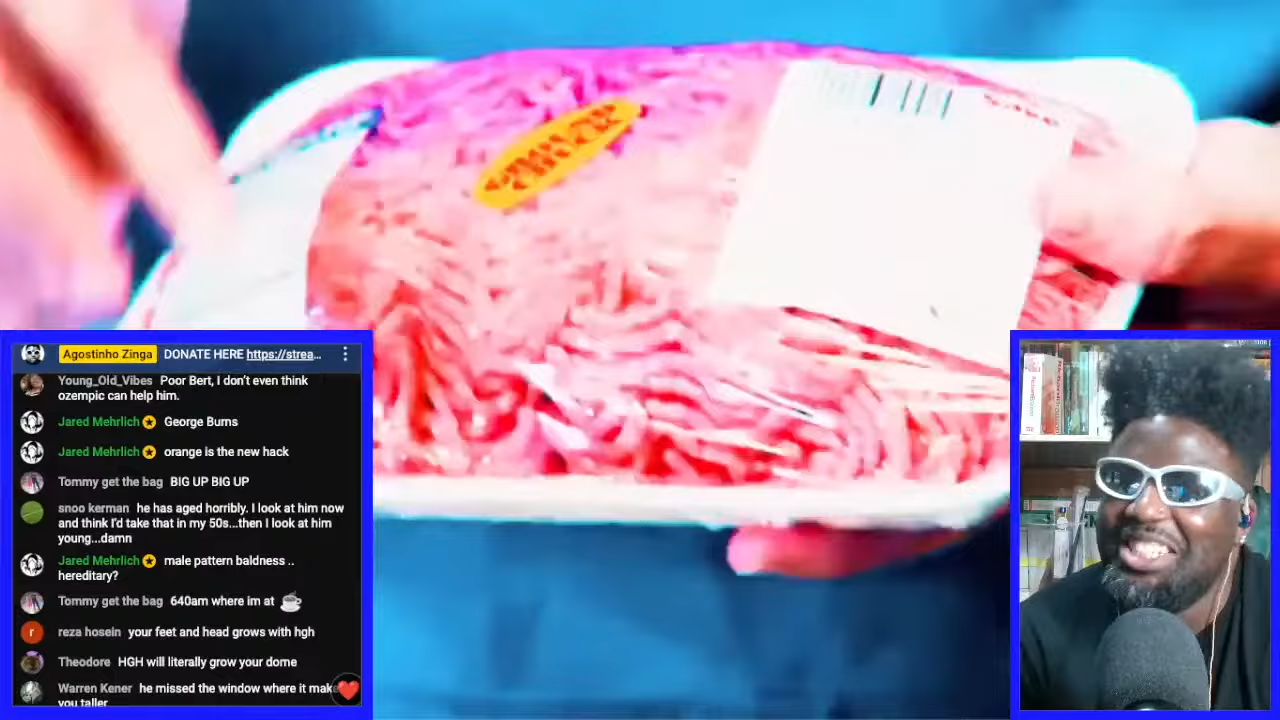 Agostinho Zinga DONATE HERE https://strea…
Young_Old_Vibes Poor Bert, I don't even think
ozempic can help him.
Jared Mehrlich George Burns
Jared Mehrlich orange is the new hack
Tommy get the bag BIG UP BIG UP
snoo kerman he has aged horribly. I look at him now
and think I'd take that in my 50s...then I look at him
young...damn
Jared Mehrlich male pattern baldness ..
hereditary?
Tommy get the bag 640am where im at
r reza hosein your feet and head grows with hgh
Theodore HGH will literally grow your dome
Warren Kener he missed the window where it mak
you taller